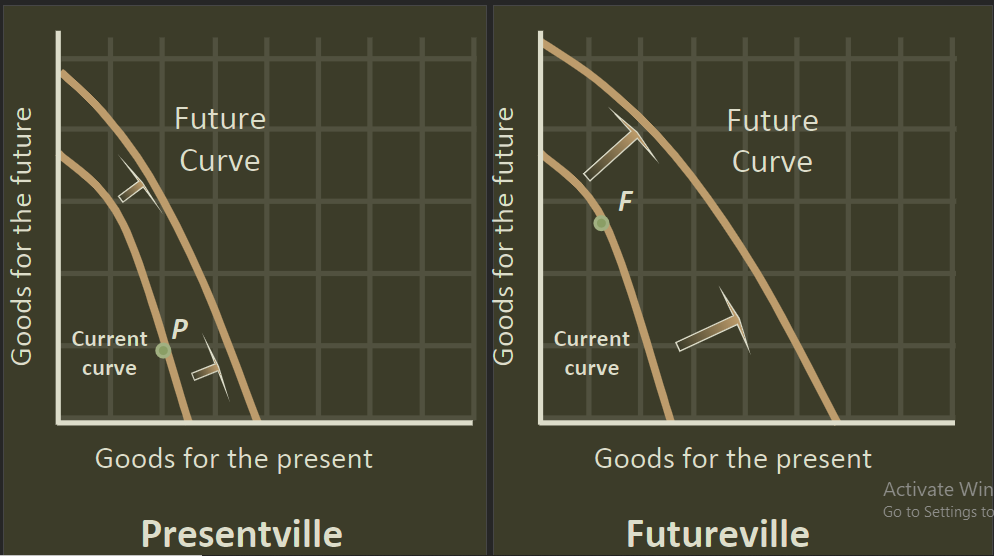 Goods for the future
Future
Curve
P
Current
curve
Goods for the present
Presentville
Goods for the future
Future
Curve
F
Current
curve
Goods for the present
Futureville
Activate Win
Go to Settings to